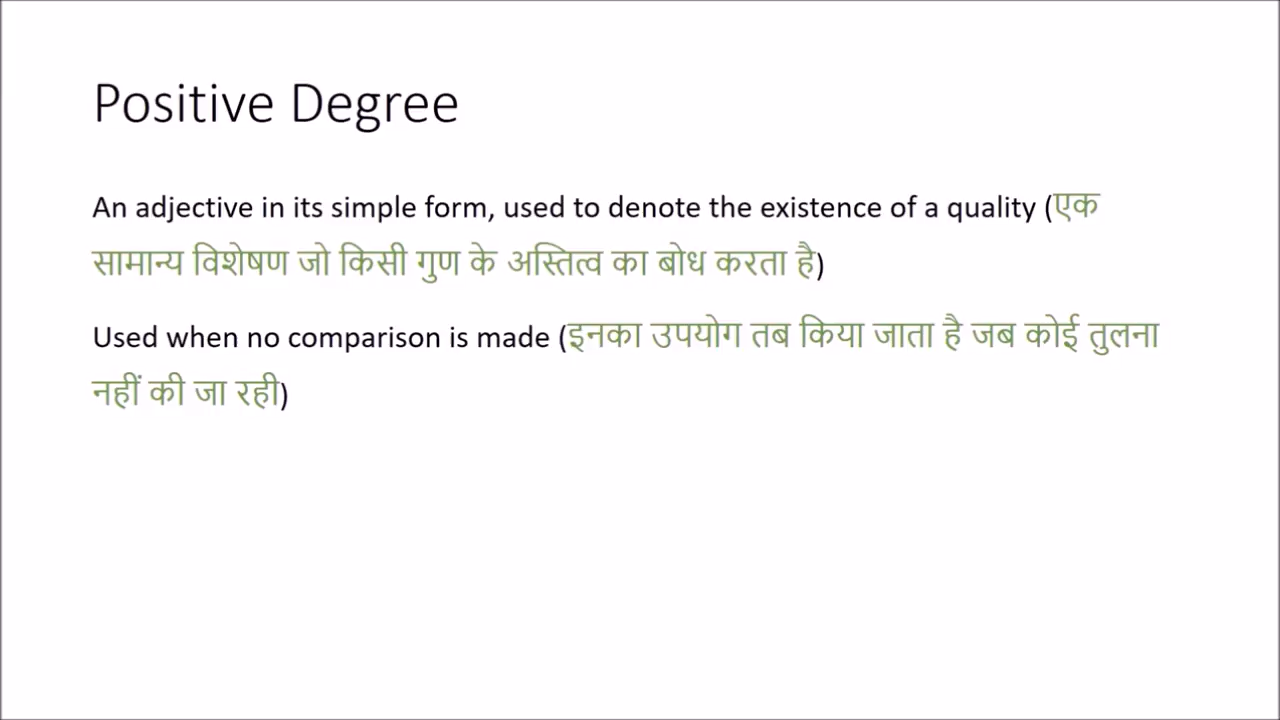 Positive Degree
An adjective in its simple form, used to denote the existence of a quality (एक
सामान्य विशेषण जो किसी गुण के अस्तित्व का बोध करता है)
Used when no comparison is made (इनका उपयोग तब किया जाता है जब कोई तुलना
नहीं की जा रही)